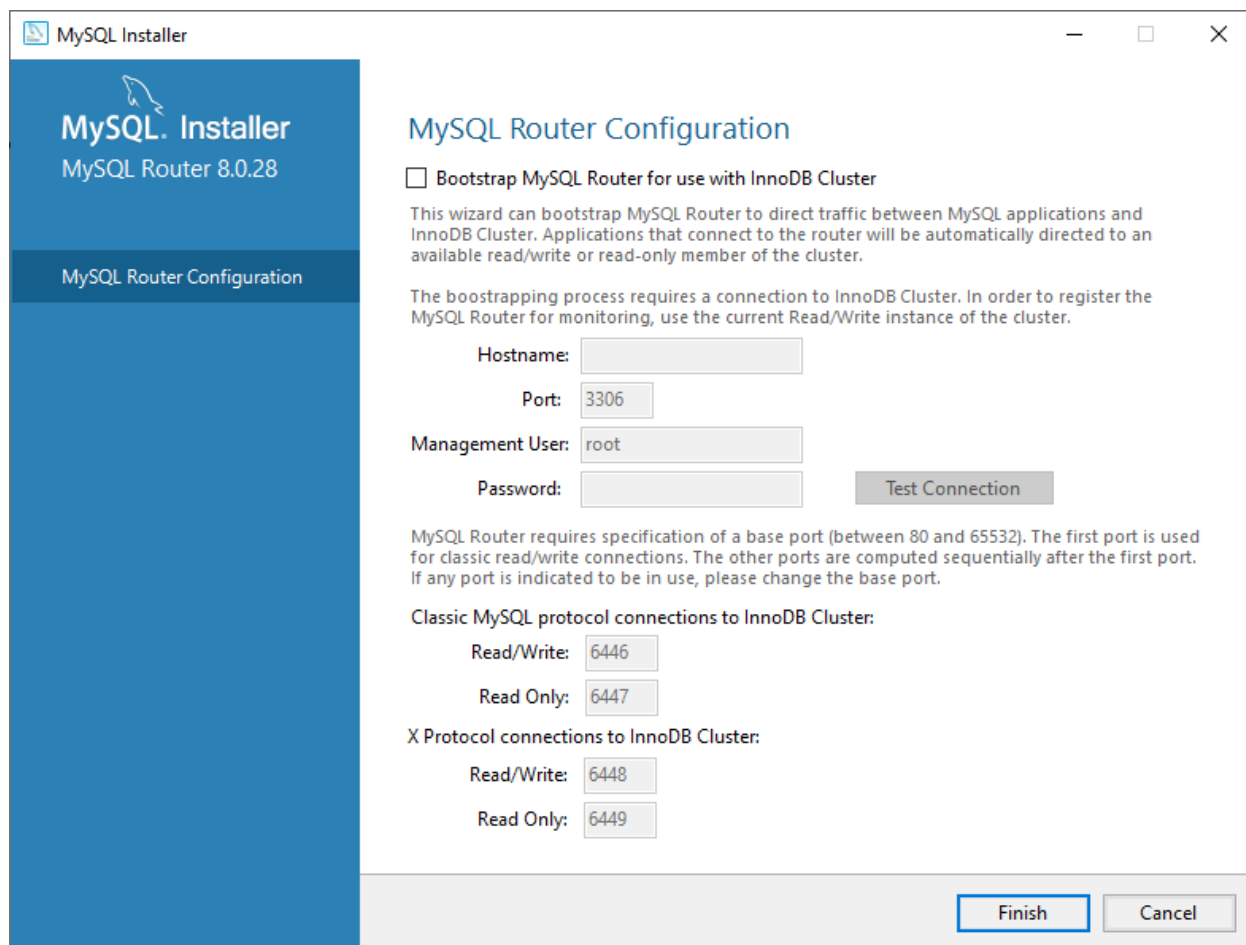 MySQL Installer
MySQL. Installer
MySQL Router 8.0.28
MySQL Router Configuration
MySQL Router Configuration
Bootstrap MySQL Router for use with InnoDB Cluster
This wizard can bootstrap MySQL Router to direct traffic between MySQL applications and
InnoDB Cluster. Applications that connect to the router will be automatically directed to an
available read/write or read-only member of the cluster.
The boostrapping process requires a connection to InnoDB Cluster. In order to register the
MySQL Router for monitoring, use the current Read/Write instance of the cluster.
Hostname:
Port: 3306
Management User: root
Password: Test Connection
MySQL Router requires specification of a base port (between 80 and 65532). The first port is used
for classic read/write connections. The other ports are computed sequentially after the first port.
If any port is indicated to be in use, please change the base port.
Classic MySQL protocol connections to InnoDB Cluster:
Read/Write: 6446
Read Only: 6447
X Protocol connections to InnoDB Cluster:
Read/Write: 6448
Read Only: 6449
Finish Cancel